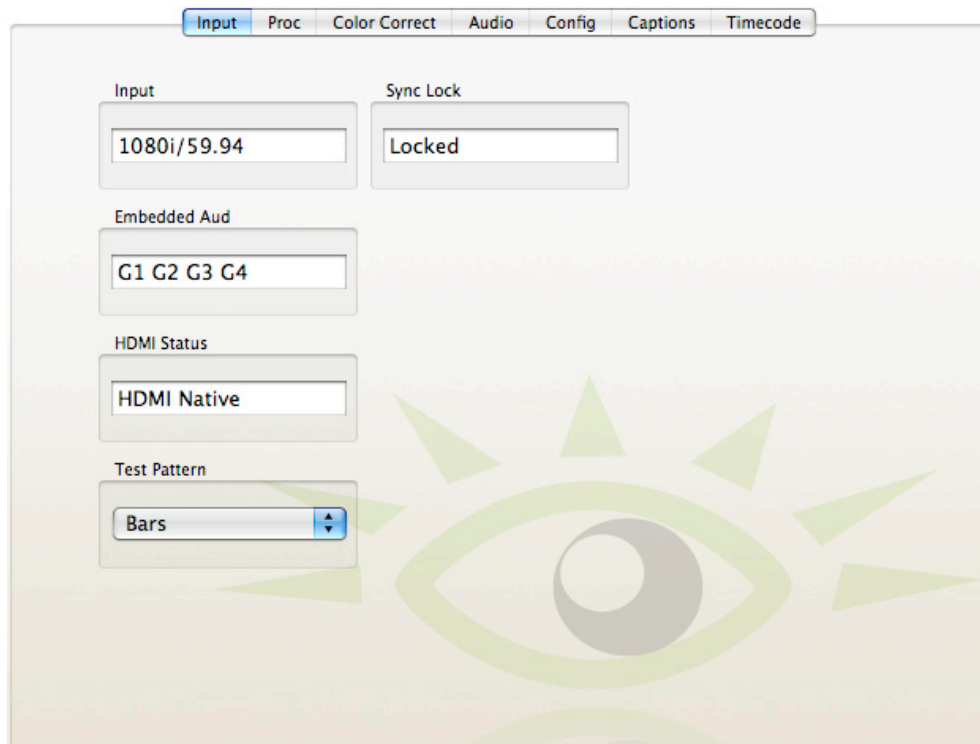 Input Proc Color Correct Audio Config Captions Timecode
Input Sync Lock
1080i/59.94 Locked
Embedded Aud
G1 G2 G3 G4
HDMI Status
HDMI Native
Test Pattern
Bars